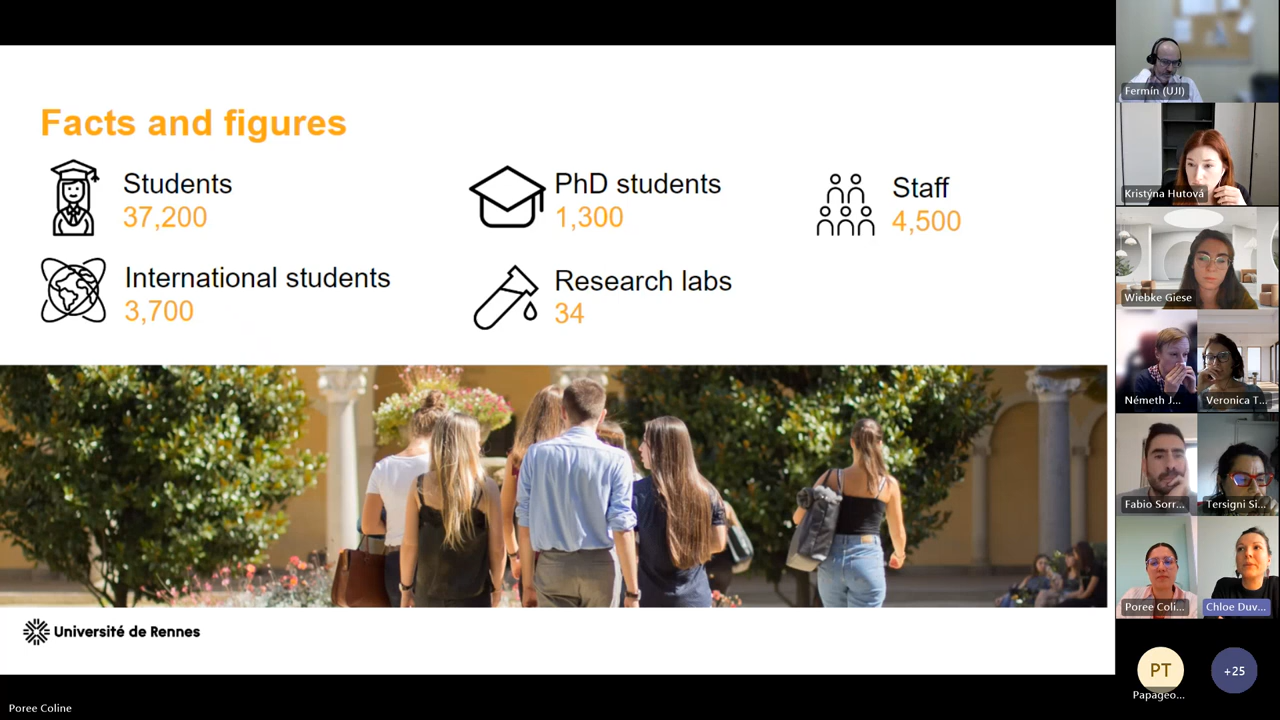 Facts and figures
Students
37,200
PhD students
1,300
Staff
4,500
International students
3,700
Research labs
34
Université de Rennes
Poree Coline
Fermín (UJI)
Kristýna Hutová
Wiebke Giese
Németh J...
Veronica T...
Fabio Sorr...
Tersigni Si...
Poree Coli...
Chloe Duv...
PT
Papageo...
+25